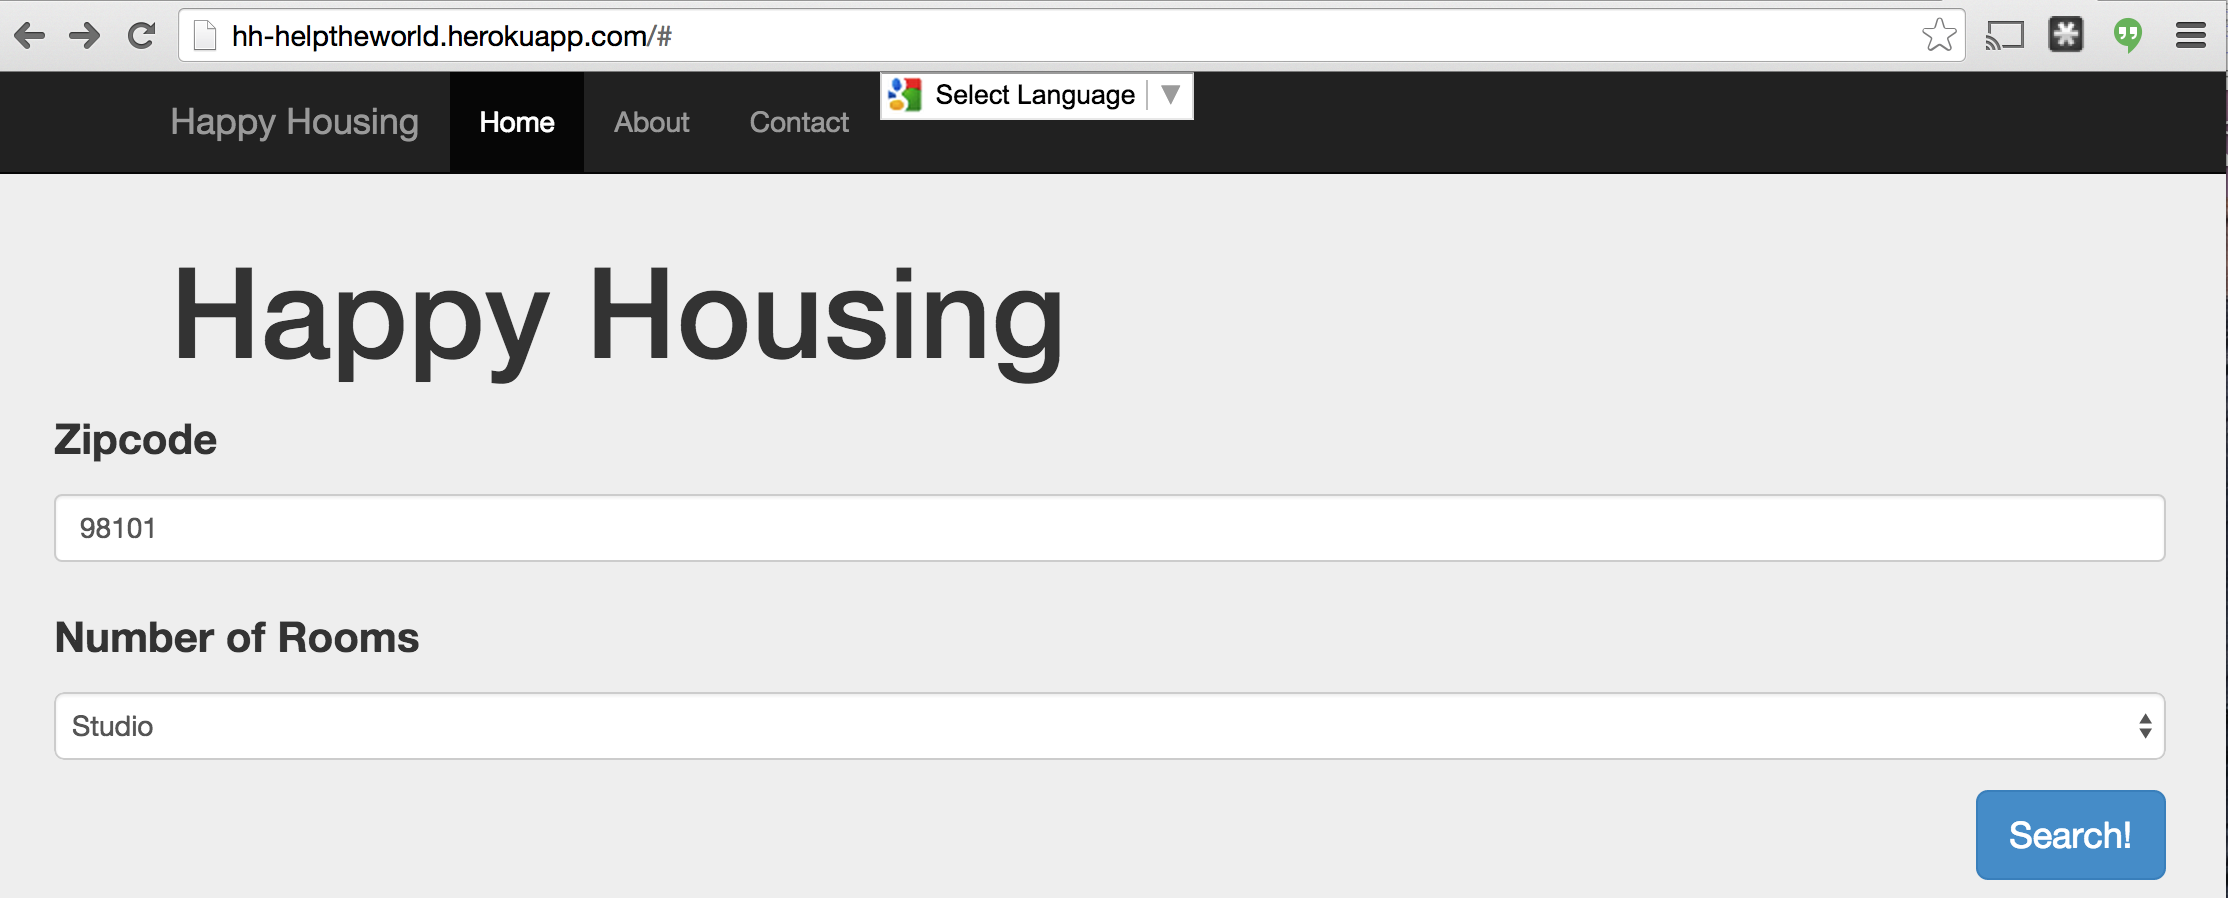 hh-helptheworld.herokuapp.com/#
Happy Housing Home About Contact Select Language
Happy Housing
Zipcode
98101
Number of Rooms
Studio
Search!